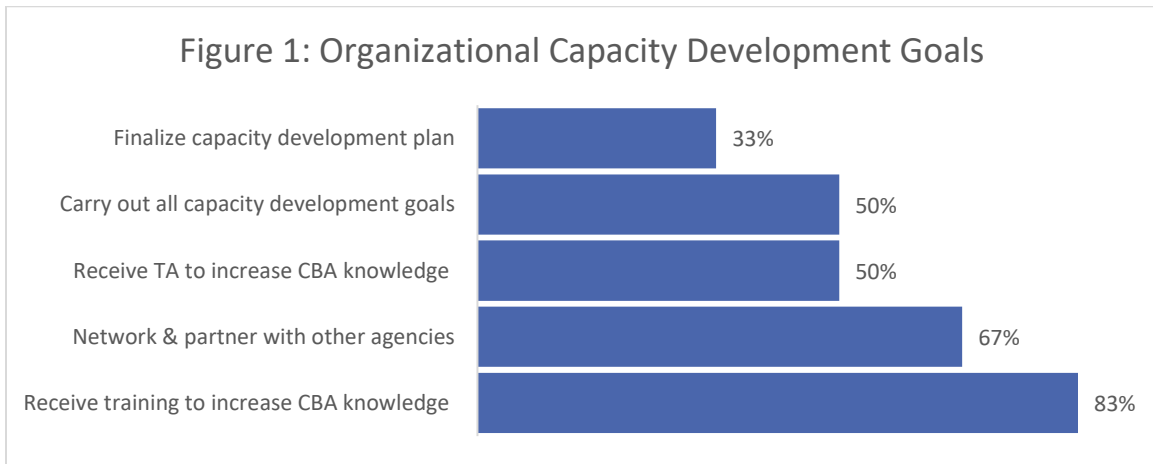 Figure 1: Organizational Capacity Development Goals
Finalize capacity development plan
33%
Carry out all capacity development goals
50%
Receive TA to increase CBA knowledge
50%
Network & partner with other agencies
67%
Receive training to increase CBA knowledge
83%